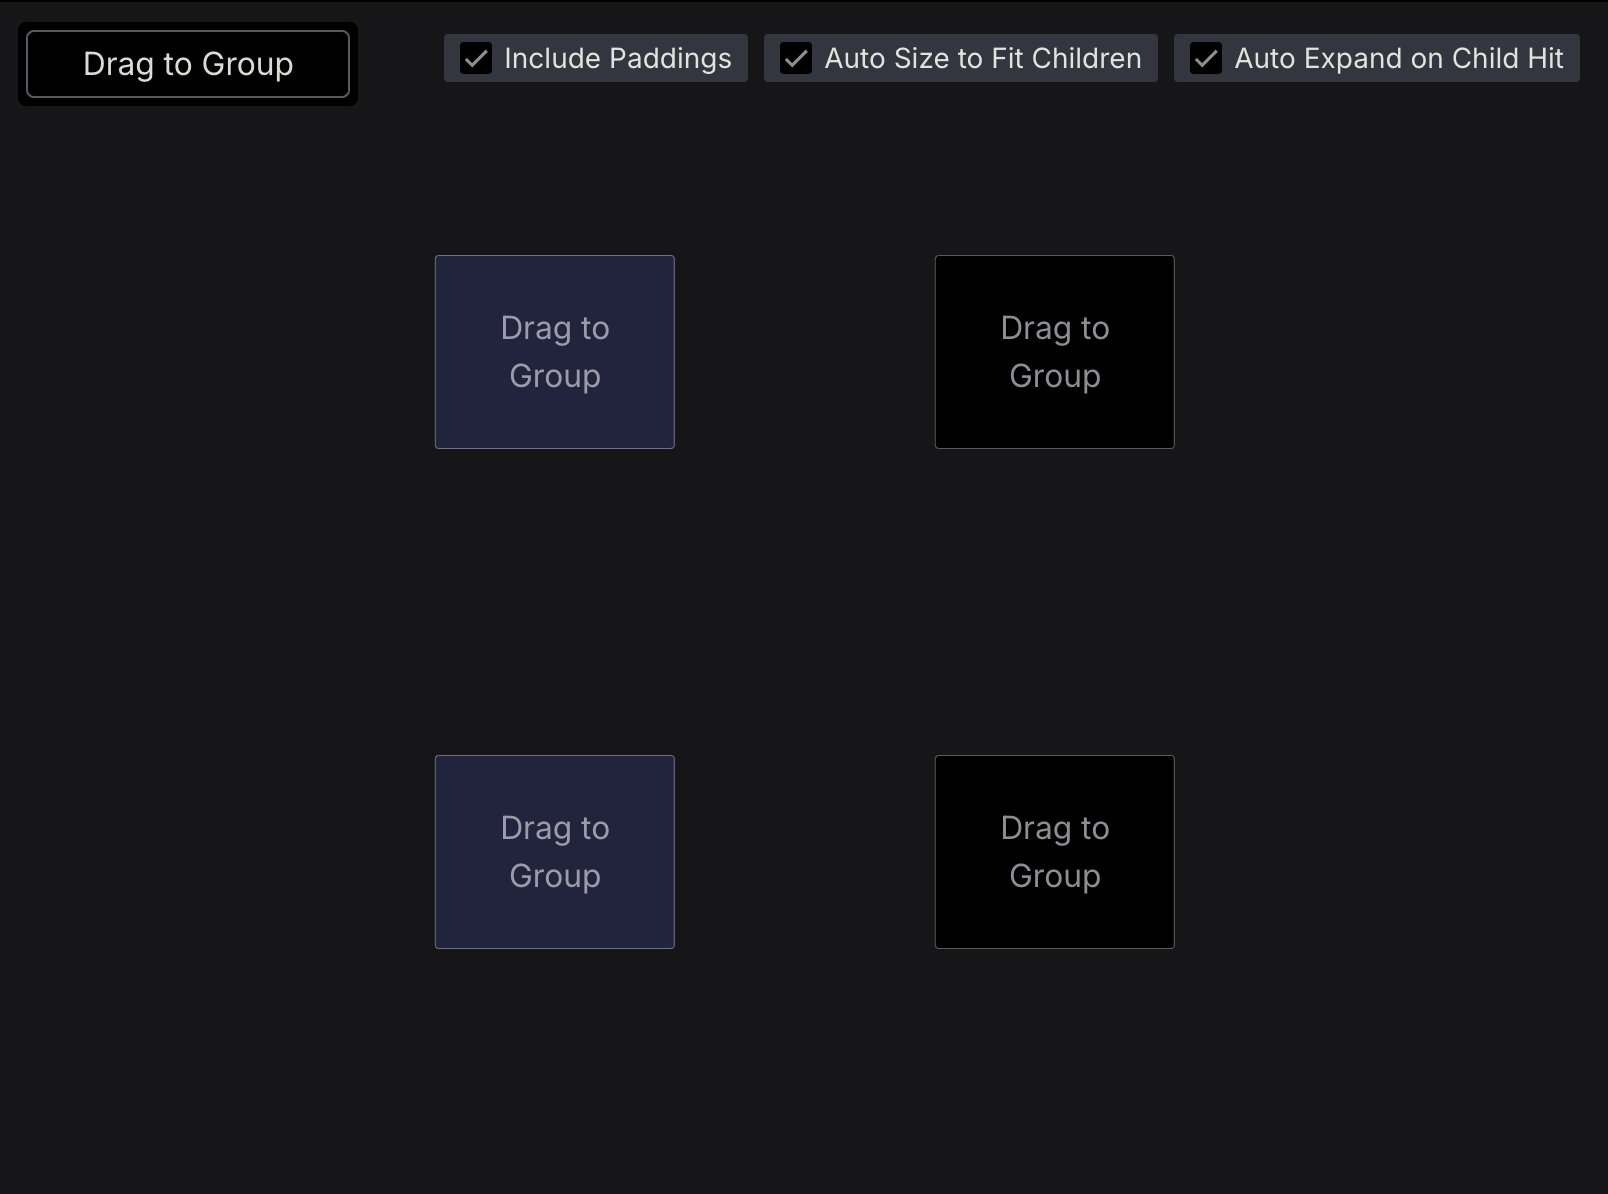 Drag to Group
Include Paddings
Auto Size to Fit Children
Auto Expand on Child Hit
Drag to
Group
Drag to
Group
Drag to
Group
Drag to
Group